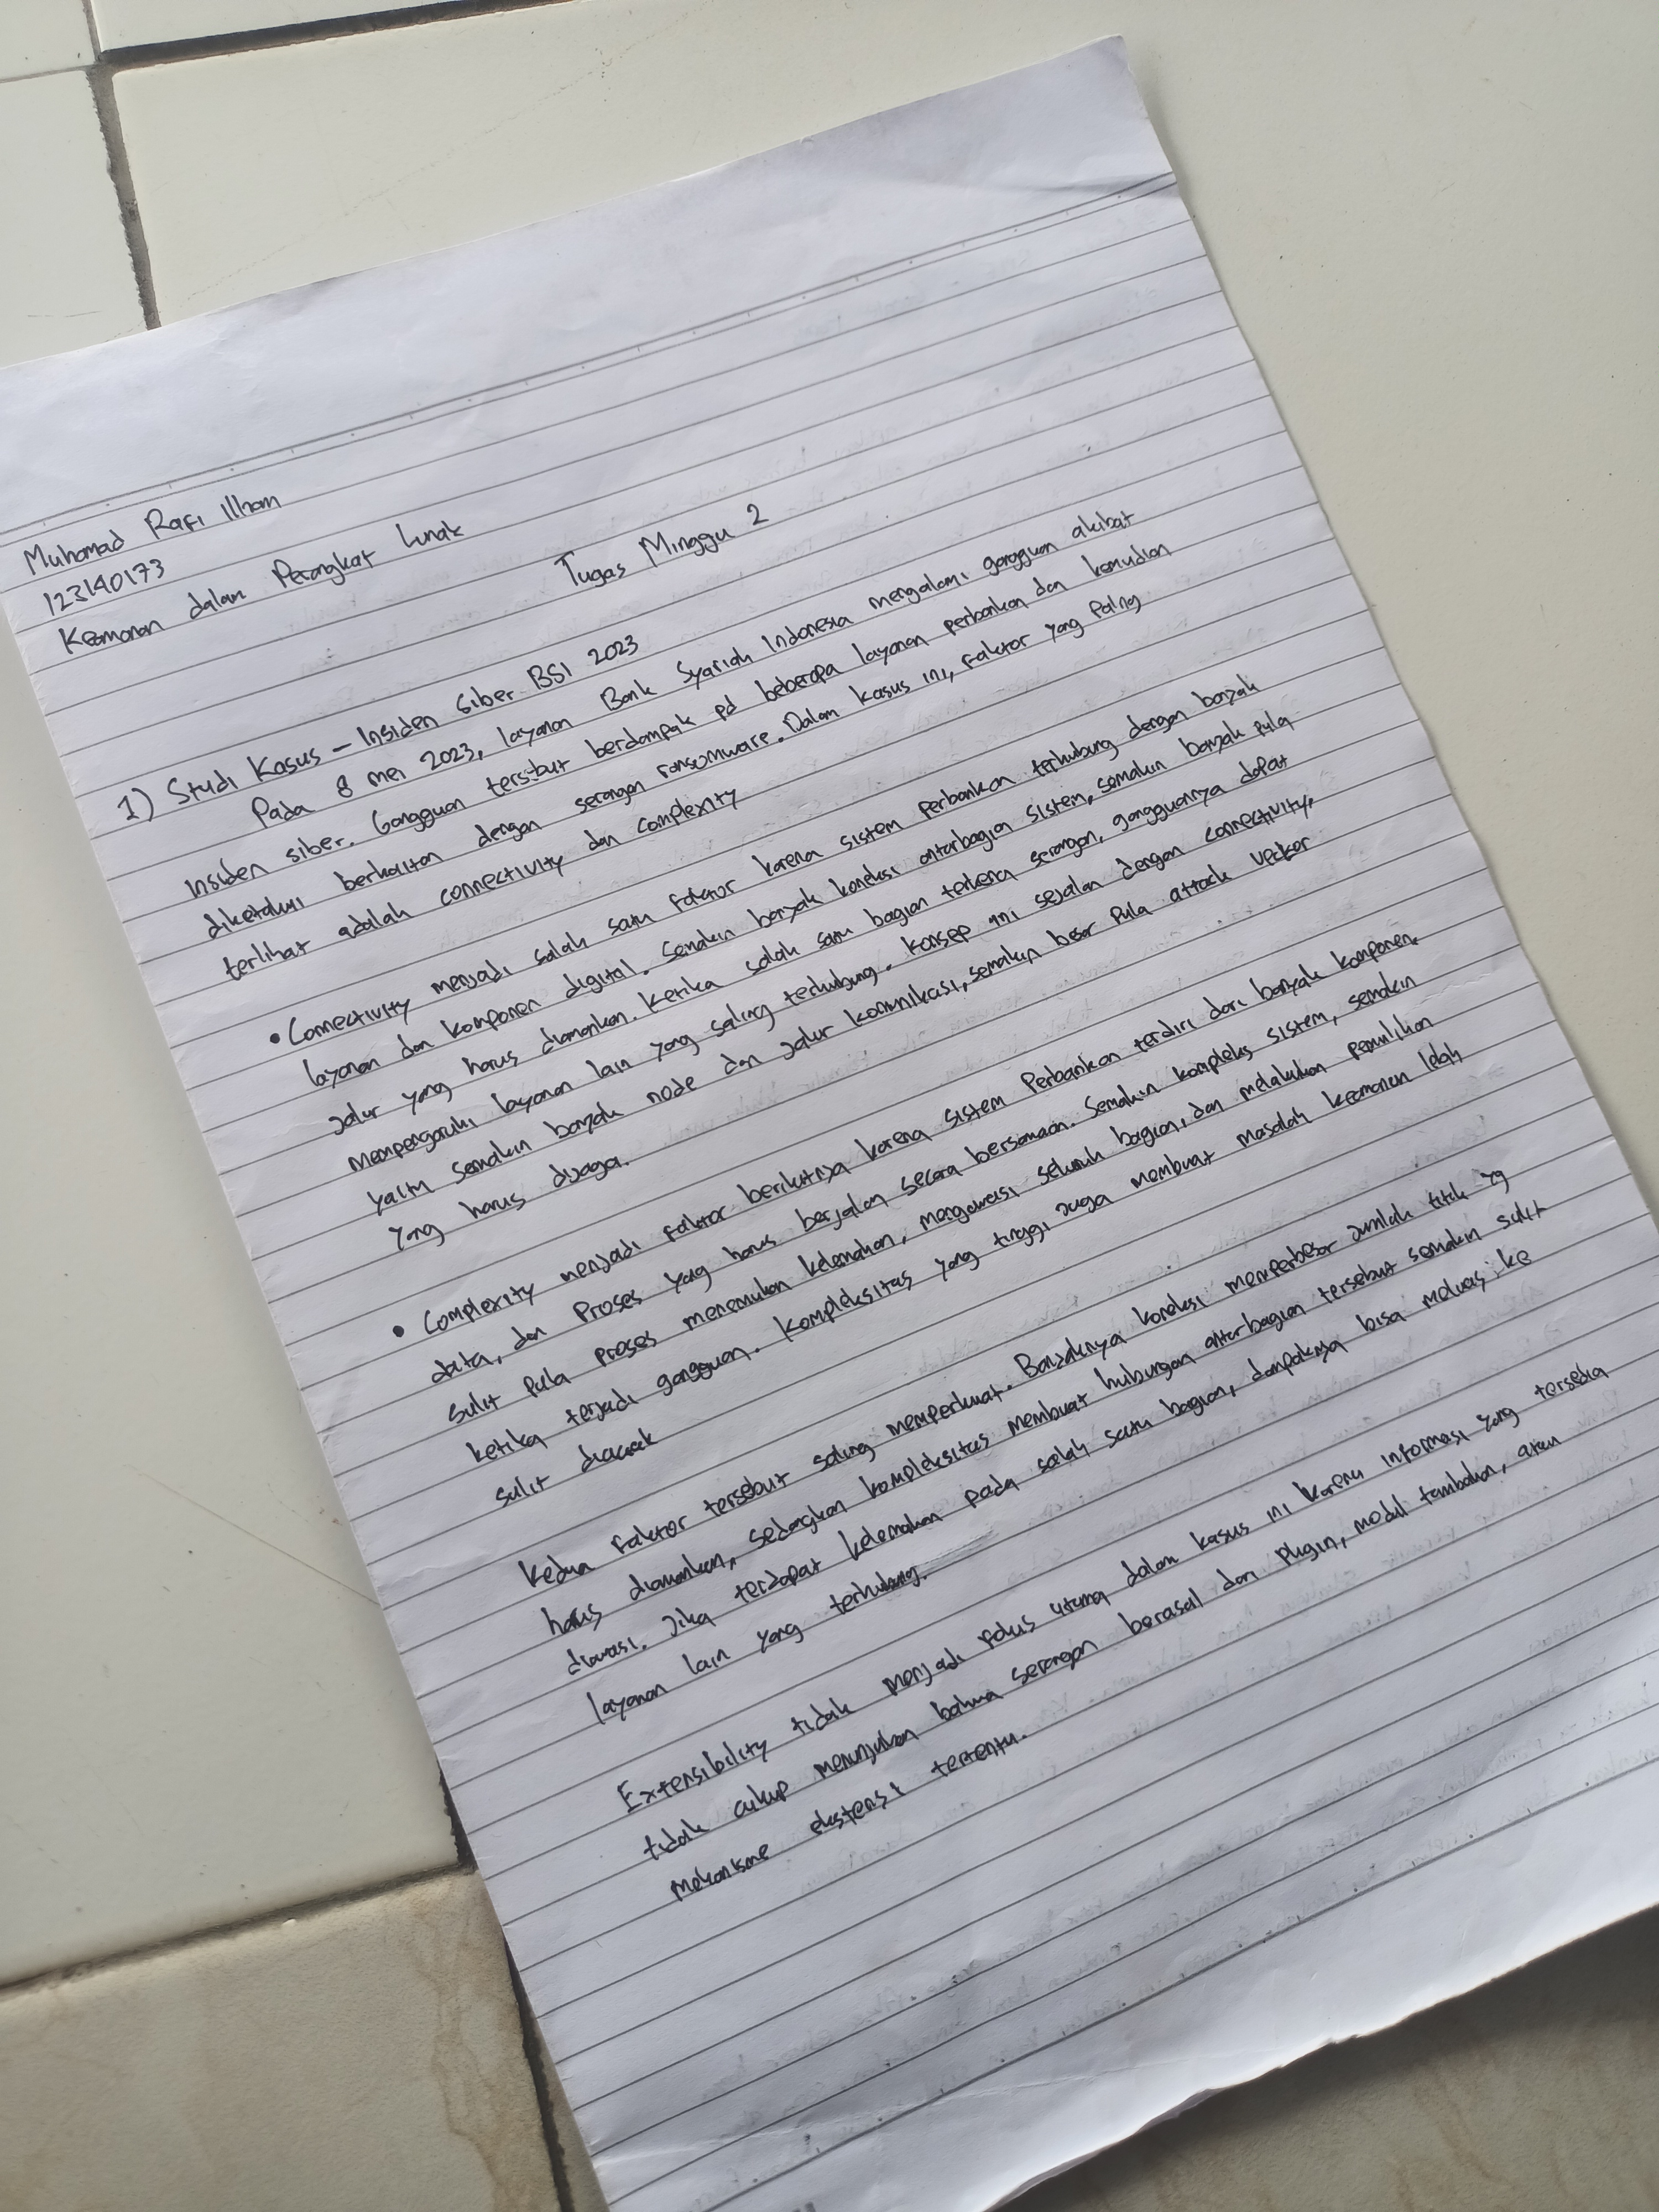 Muhamad Rafi Ilham
123140173
Keamanan dalam Perangkat Lunak
Tugas Minggu 2
1) Studi Kasus - Insiden Siber BSI 2023
Pada 8 mei 2023, layanan Bank Syariah Indonesia mengalami gangguan akibat
insiden siber. Gangguan tersebut berdampak pd beberapa layanan perbankan dan kemudian
diketahui berkaitan dengan serangan ransomware. Dalam kasus ini, faktor yang paling
terlihat adalah connectivity dan complexity
• Connectivity menjadi salah satu faktor karena sistem perbankan terhubung dengan banyak
layanan dan komponen digital. Semakin banyak koneksi antarbagian sistem, semakin banyak pula
jalur yang harus diamankan. Ketika salah satu bagian terkena serangan, gangguannya dapat
mempengaruhi layanan lain yang saling terhubung. Konsep ini sejalan dengan connectivity,
yaitu semakin banyak node dan jalur komunikasi, semakin besar pula attack vector
yang harus dijaga.
• Complexity menjadi faktor berikutnya karena sistem Perbankan terdiri dari banyak komponen,
data, dan proses yang harus berjalan secara bersamaan. Semakin kompleks sistem, semakin
sulit pula proses menemukan kelemahan, mengawasi seluruh bagian, dan melakukan pemulihan
ketika terjadi gangguan. Kompleksitas yang tinggi juga membuat masalah keamanan lebih
sulit dilacak
Kedua faktor tersebut saling memperkuat. Banyaknya koneksi memperbesar jumlah titik yg
harus diamankan, sedangkan kompleksitas membuat hubungan antarbagian tersebut semakin sulit
diawasi. Jika terdapat kelemahan pada salah satu bagian, dampaknya bisa meluas ke
layanan lain yang terhubung.
Extensibility tidak menjadi fokus utama dalam kasus ini karena informasi yang tersedia
tidak cukup menunjukan bahwa serangan berasal dari plugin, modul tambahan, atau
mekanisme ekstensi tertentu.